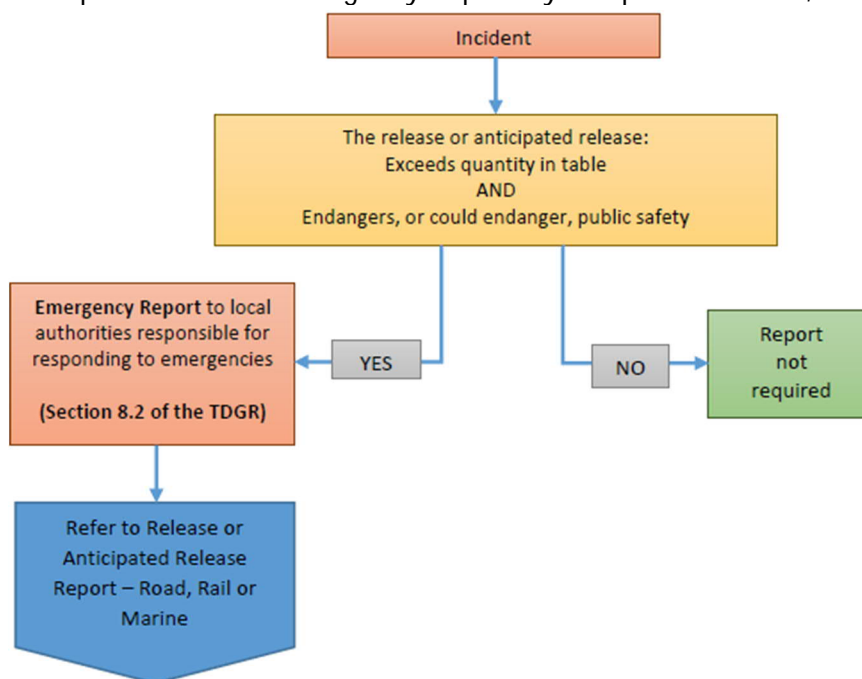 Incident
The release or anticipated release:
Exceeds quantity in table
AND
Endangers, or could endanger, public safety
Emergency Report to local
authorities responsible for
responding to emergencies
(Section 8.2 of the TDGR)
YES
NO
Report
not
required
Refer to Release or
Anticipated Release
Report – Road, Rail or
Marine